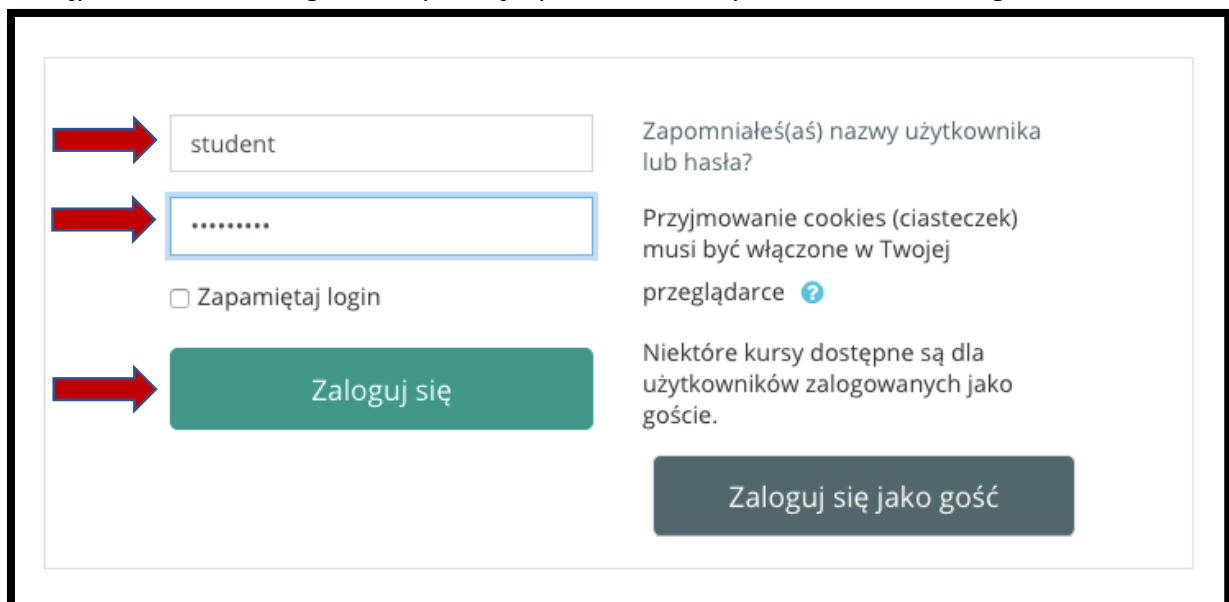 student
•••••••••
Zapamiętaj login
Zaloguj się
Zapomniałeś(aś) nazwy użytkownika
lub hasła?
Przyjmowanie cookies (ciasteczek)
musi być włączone w Twojej
przeglądarce ?
Niektóre kursy dostępne są dla
użytkowników zalogowanych jako
goście.
Zaloguj się jako gość